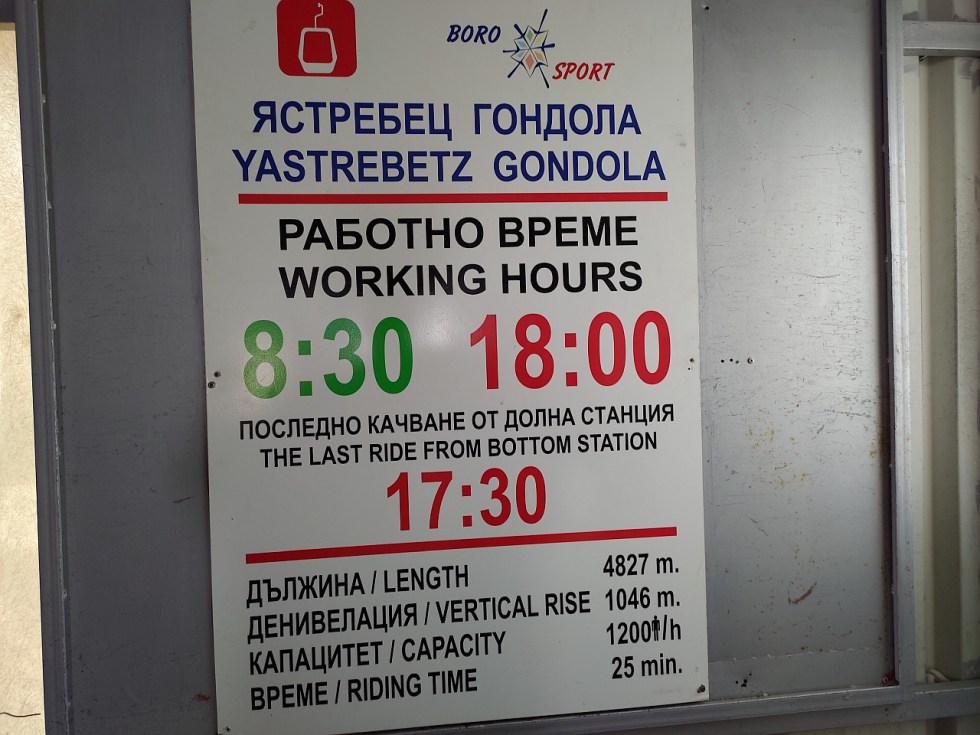 BORO
SPORT
ЯСТРЕБЕЦ ГОНДОЛА
YASTREBETZ GONDOLA
РАБОТНО ВРЕМЕ
WORKING HOURS
8:30 18:00
ПОСЛЕДНО КАЧВАНЕ ОТ ДОЛНА СТАНЦИЯ
THE LAST RIDE FROM BOTTOM STATION
17:30
ДЪЛЖИНА / LENGTH 4827 m.
ДЕНИВЕЛАЦИЯ / VERTICAL RISE 1046 m.
КАПАЦИТЕТ / CAPACITY 1200/h
ВРЕМЕ / RIDING TIME 25 min.